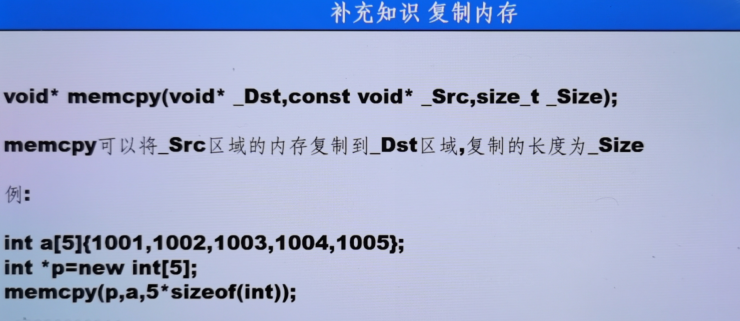 补充知识 复制内存
void* memcpy(void* _Dst,const void* _Src,size_t _Size);
memcpy可以将_Src区域的内存复制到_Dst区域,复制的长度为_Size
例:
int a[5]{1001,1002,1003,1004,1005};
int *p=new int[5];
memcpy(p,a,5*sizeof(int));